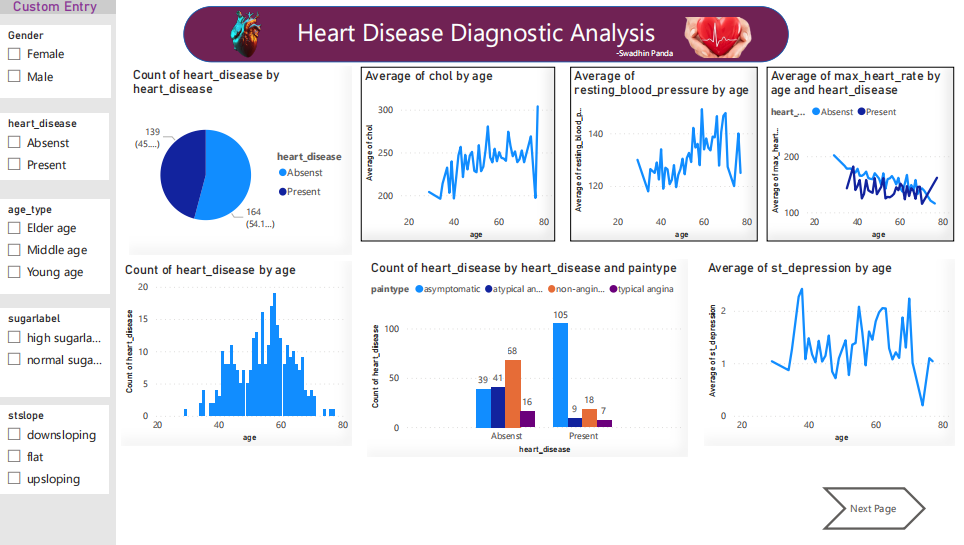 Custom Entry
Gender
Female
Male
heart_disease
Absenst
Present
age_type
Elder age
Middle age
Young age
sugarlabel
high sugarla...
normal suga...
stslope
downsloping
flat
upsloping
Heart Disease Diagnostic Analysis
-Swadhin Panda
Count of heart_disease by
heart_disease
139
(45....)
164
(54.1...)
heart_disease
Absenst
Present
Average of chol by age
Average of chol
300
250
200
20 40 60 80
age
Average of
resting_blood_pressure by age
Average of resting_blood_p...
140
120
20 40 60 80
age
Average of max_heart_rate by
age and heart_disease
heart_... Absenst Present
Average of max_heart...
200
100
20 40 60 80
age
Count of heart_disease by age
Count of heart_disease
20
15
10
5
0
20 40 60 80
age
Count of heart_disease by heart_disease and paintype
paintype asymptomatic atypical an... non-angin... typical angina
Count of heart_disease
100
50
0
39 41 68 16
105 9 18 7
Absenst Present
heart_disease
Average of st_depression by age
Average of st_depression
2
1
0
20 40 60 80
age
Next Page